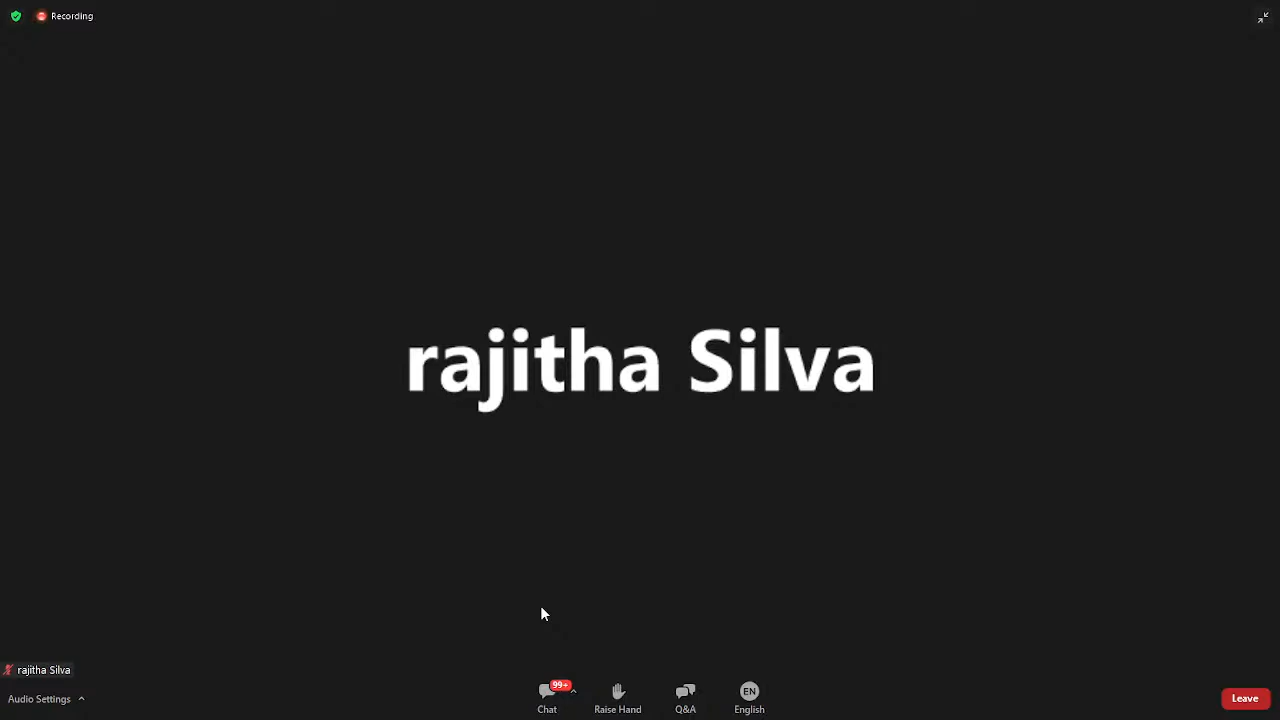 Recording
rajitha Silva
rajitha Silva
Audio Settings
99+
Chat
Raise Hand
Q&A
EN
English
Leave